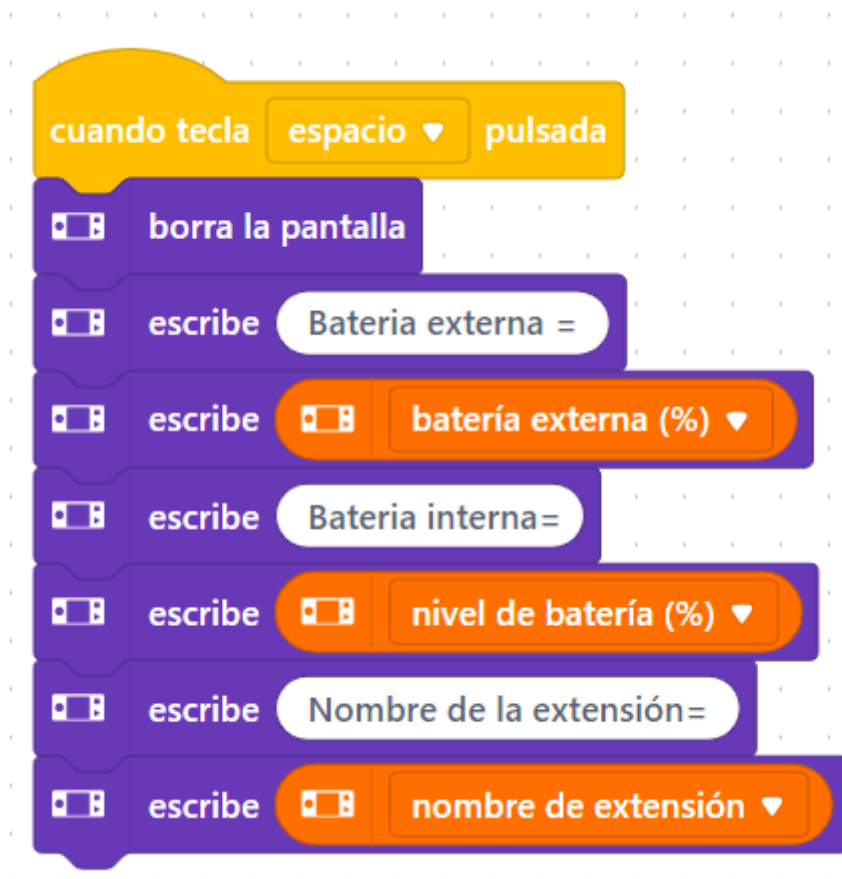 cuando tecla espacio pulsada
borra la pantalla
escribe Bateria externa =
escribe batería externa (%)
escribe Bateria interna=
escribe nivel de batería (%)
escribe Nombre de la extensión=
escribe nombre de extensión